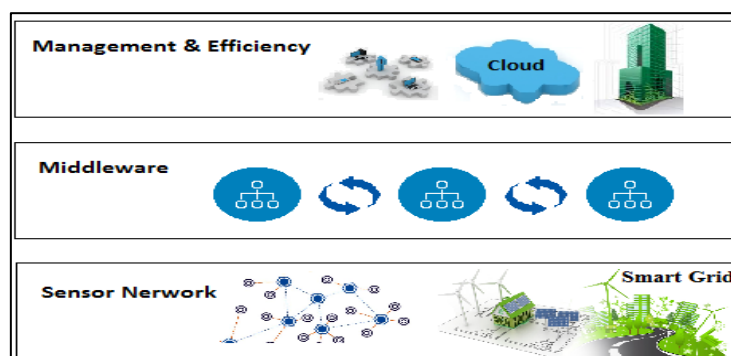 Management & Efficiency
Cloud
Middleware
Smart Grid
Sensor Nerwork